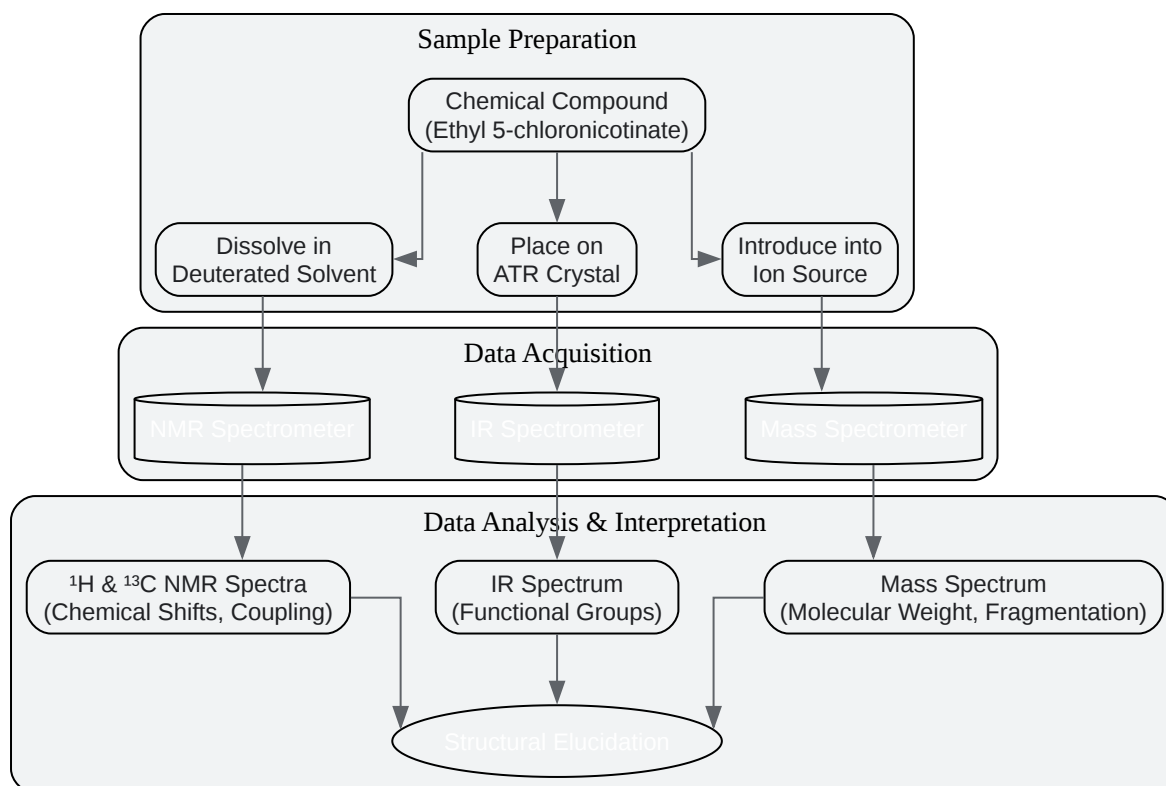 Sample Preparation
Chemical Compound
(Ethyl 5-chloronicotinate)
Dissolve in
Deuterated Solvent
Place on
ATR Crystal
Introduce into
Ion Source
Data Acquisition
NMR Spectrometer
IR Spectrometer
Mass Spectrometer
Data Analysis & Interpretation
¹H & ¹³C NMR Spectra
(Chemical Shifts, Coupling)
IR Spectrum
(Functional Groups)
Mass Spectrum
(Molecular Weight, Fragmentation)
Structural Elucidation